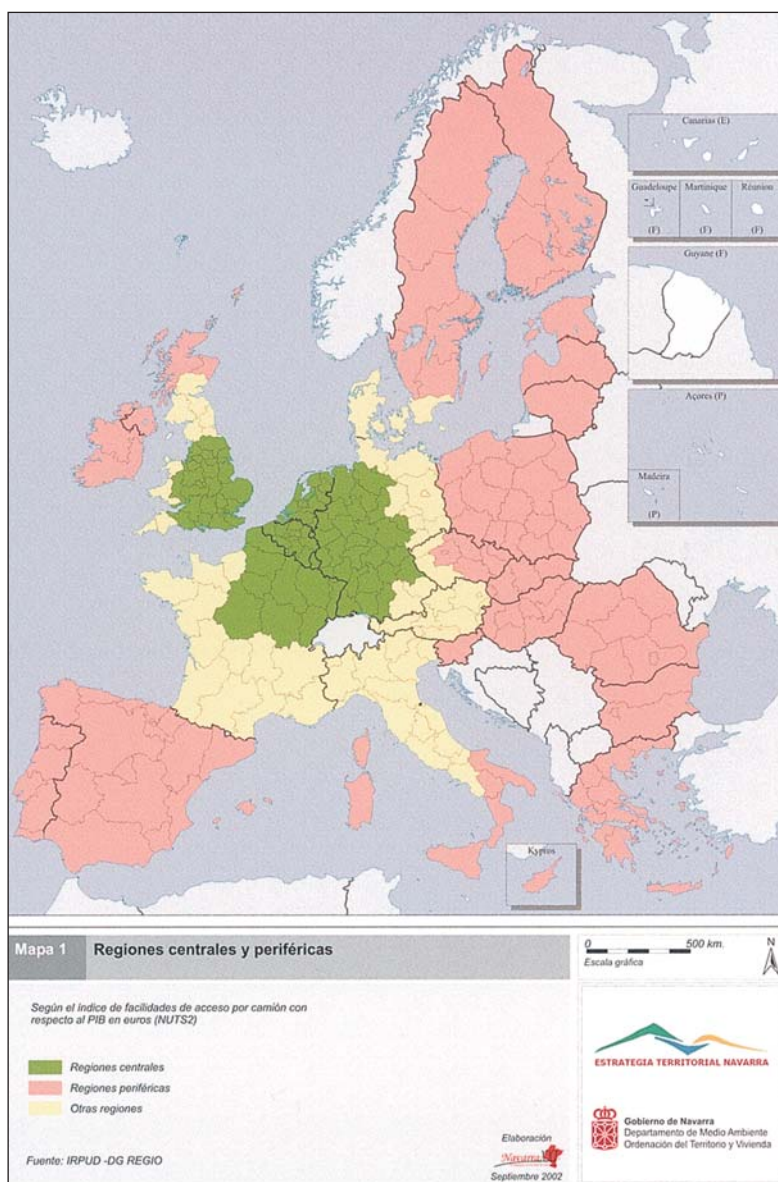 Canarias (E)
Guadeloupe
Martinique
Réunion
(F)
(F)
(F)
Guyane (F)
Açores (P)
Madeira
(P)
Kypros
Mapa 1
Regiones centrales y periféricas
0
500 km.
N
Escala gráfica
Según el índice de facilidades de acceso por camión con
respecto al PIB en euros (NUTS2)
Regiones centrales
Regiones periféricas
Otras regiones
Fuente: IRPUD -DG REGIO
Elaboración
Navarra
Septiembre 2002
ESTRATEGIA TERRITORIAL NAVARRA
Gobierno de Navarra
Departamento de Medio Ambiente
Ordenación del Territorio y Vivienda